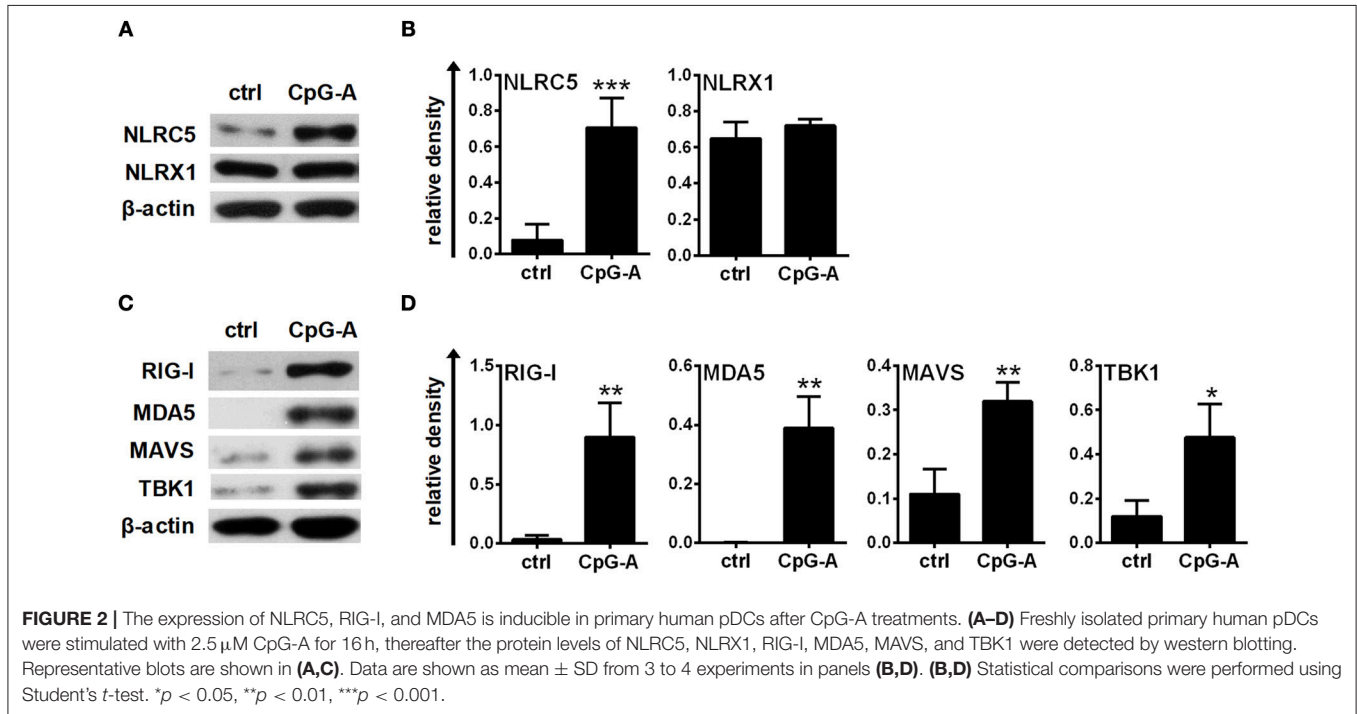 A
B
ctrl CpG-A
NLRC5
NLRX1
β-actin
relative density
1.0
0.8
0.6
0.4
0.2
0.0
NLRC5
***
ctrl CpG-A
1.0
0.8
0.6
0.4
0.2
0.0
NLRX1
ctrl CpG-A
C
D
ctrl CpG-A
RIG-I
MDA5
MAVS
TBK1
β-actin
relative density
1.5
1.0
0.5
0.0
RIG-I
**
ctrl CpG-A
0.6
0.4
0.2
0.0
MDA5
**
ctrl CpG-A
0.4
0.3
0.2
0.1
0.0
MAVS
**
ctrl CpG-A
0.8
0.6
0.4
0.2
0.0
TBK1
*
ctrl CpG-A
FIGURE 2 | The expression of NLRC5, RIG-I, and MDA5 is inducible in primary human pDCs after CpG-A treatments. (A–D) Freshly isolated primary human pDCs
were stimulated with 2.5 μM CpG-A for 16 h, thereafter the protein levels of NLRC5, NLRX1, RIG-I, MDA5, MAVS, and TBK1 were detected by western blotting.
Representative blots are shown in (A,C). Data are shown as mean ± SD from 3 to 4 experiments in panels (B,D). (B,D) Statistical comparisons were performed using
Student's t-test. *p < 0.05, **p < 0.01, ***p < 0.001.